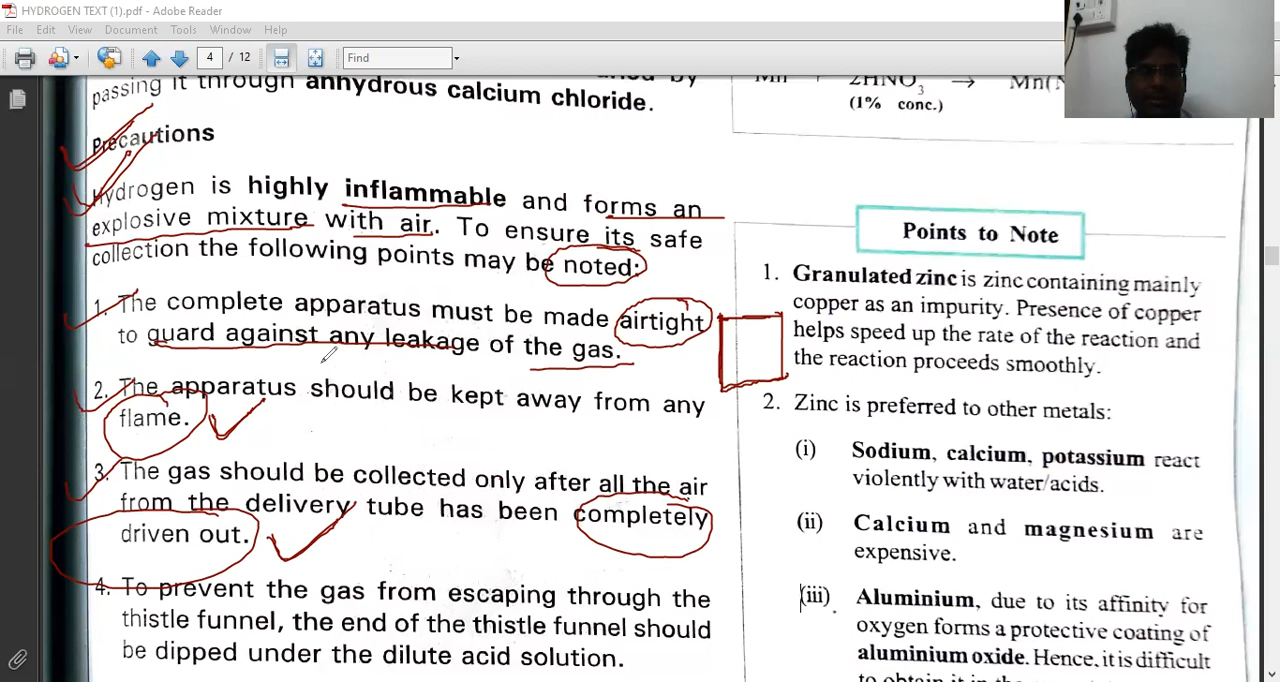 HYDROGEN TEXT (1).pdf - Adobe Reader
File Edit View Document Tools Window Help
4 / 12 Find
passing it through anhydrous calcium chloride.
Precautions
Hydrogen is highly inflammable and forms an
explosive mixture with air. To ensure its safe
collection the following points may be noted:
1. The complete apparatus must be made airtight
to guard against any leakage of the gas.
2. The apparatus should be kept away from any
flame.
3. The gas should be collected only after all the air
from the delivery tube has been completely
driven out.
4. To prevent the gas from escaping through the
thistle funnel, the end of the thistle funnel should
be dipped under the dilute acid solution.
2HNO3 → Mn(
(1% conc.)
Points to Note
1. Granulated zinc is zinc containing mainly
copper as an impurity. Presence of copper
helps speed up the rate of the reaction and
the reaction proceeds smoothly.
2. Zinc is preferred to other metals:
(i) Sodium, calcium, potassium react
violently with water/acids.
(ii) Calcium and magnesium are
expensive.
(iii) Aluminium, due to its affinity for
oxygen forms a protective coating of
aluminium oxide. Hence, it is difficult